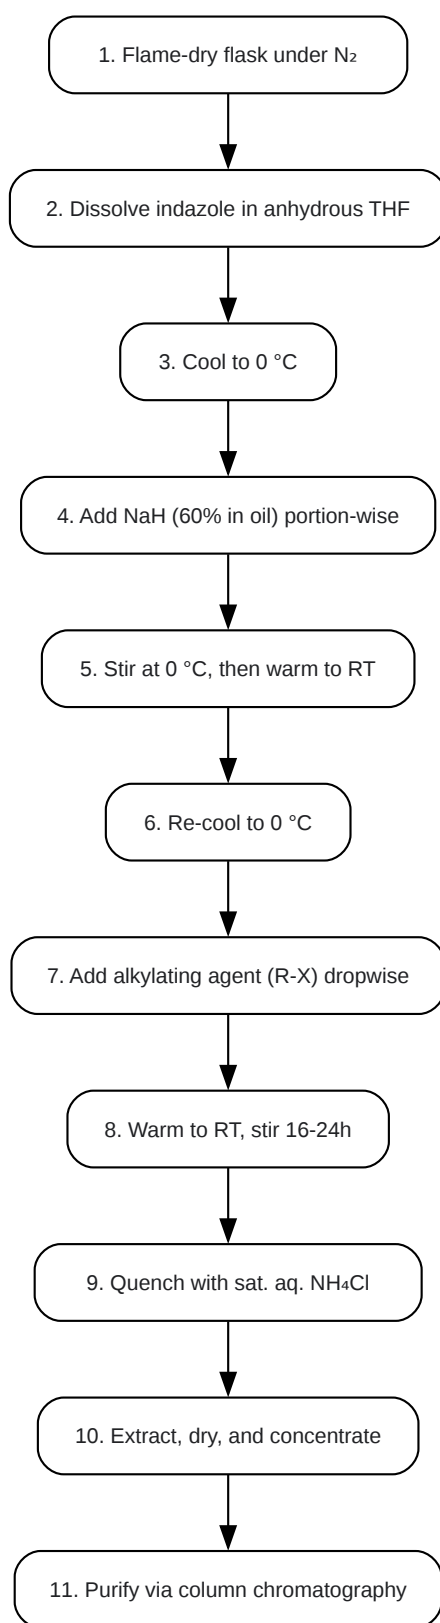 1. Flame-dry flask under N₂
2. Dissolve indazole in anhydrous THF
3. Cool to 0 °C
4. Add NaH (60% in oil) portion-wise
5. Stir at 0 °C, then warm to RT
6. Re-cool to 0 °C
7. Add alkylating agent (R-X) dropwise
8. Warm to RT, stir 16-24h
9. Quench with sat. aq. NH₄Cl
10. Extract, dry, and concentrate
11. Purify via column chromatography